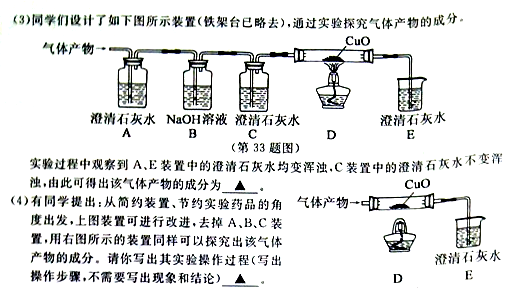 (3)同学们设计了如下图所示装置(铁架台已略去),通过实验探究气体产物的成分。
气体产物
CuO
澄清石灰水 NaOH溶液 澄清石灰水 澄清石灰水
A B C D E
(第33题图)
实验过程中观察到A、E装置中的澄清石灰水均变浑浊,C装置中的澄清石灰水不变浑
浊,由此可得出该气体产物的成分为 ▲ 。
(4)有同学提出:从简约装置、节约实验药品的角
度出发,上图装置可进行改进,去掉A、B、C装
置,用右图所示的装置同样可以探究出该气体
产物的成分。请你写出其实验操作过程(写出
操作步骤,不需要写出现象和结论) ▲ 。
气体产物
CuO
澄清石灰水
D E